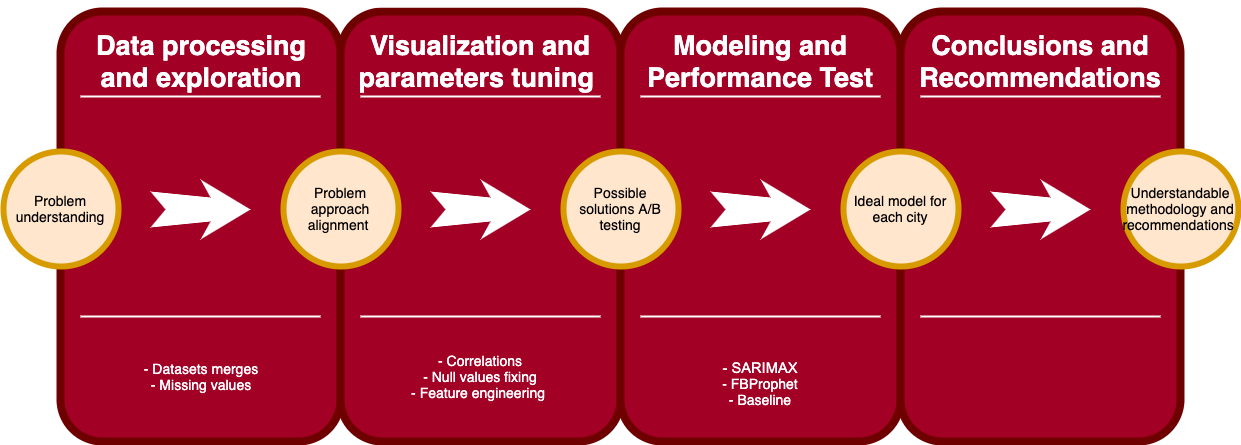 Data processing
and exploration
Visualization and
parameters tuning
Modeling and
Performance Test
Conclusions and
Recommendations
Problem
understanding
Problem
approach
alignment
Possible
solutions A/B
testing
Ideal model for
each city
Understandable
methodology and
recommendations
- Datasets merges
- Missing values
- Correlations
- Null values fixing
- Feature engineering
- SARIMAX
- FBProphet
- Baseline